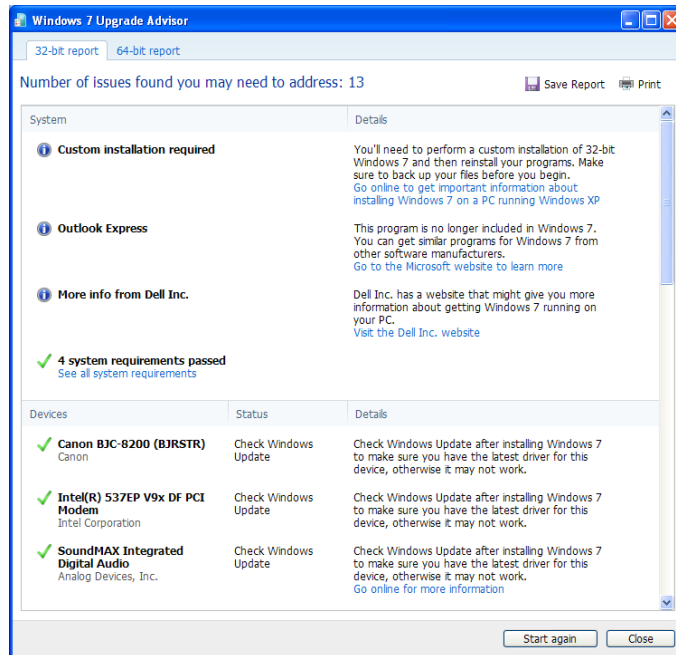 Windows 7 Upgrade Advisor
32-bit report 64-bit report
Number of issues found you may need to address: 13
Save Report Print
System Details
Custom installation required
You'll need to perform a custom installation of 32-bit
Windows 7 and then reinstall your programs. Make
sure to back up your files before you begin.
Go online to get important information about
installing Windows 7 on a PC running Windows XP
Outlook Express
This program is no longer included in Windows 7.
You can get similar programs for Windows 7 from
other software manufacturers.
Go to the Microsoft website to learn more
More info from Dell Inc.
Dell Inc. has a website that might give you more
information about getting Windows 7 running on
your PC.
Visit the Dell Inc. website
4 system requirements passed
See all system requirements
Devices Status Details
Canon BJC-8200 (BJRSTR)
Canon
Check Windows
Update
Check Windows Update after installing Windows 7
to make sure you have the latest driver for this
device, otherwise it may not work.
Intel(R) 537EP V9x DF PCI
Modem
Intel Corporation
Check Windows
Update
Check Windows Update after installing Windows 7
to make sure you have the latest driver for this
device, otherwise it may not work.
SoundMAX Integrated
Digital Audio
Analog Devices, Inc.
Check Windows
Update
Check Windows Update after installing Windows 7
to make sure you have the latest driver for this
device, otherwise it may not work.
Go online for more information
Start again Close